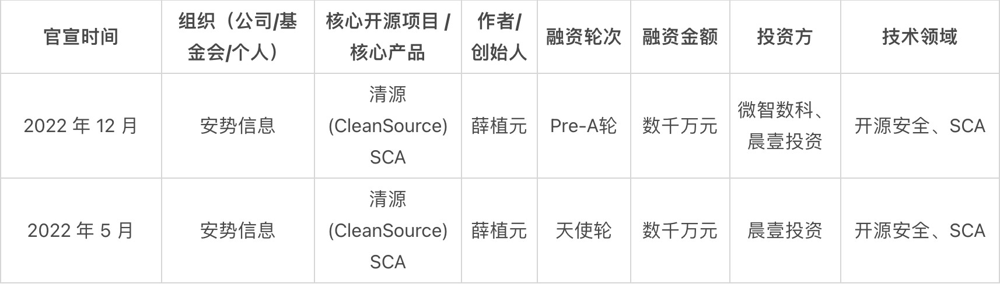 官宣时间
组织（公司/基
金会/个人）
核心开源项目 /
核心产品
作者/
创始人
融资轮次
融资金额
投资方
技术领域
2022 年 12 月
安势信息
清源
(CleanSource)
SCA
薛植元
Pre-A轮
数千万元
微智数科、
晨壹投资
开源安全、SCA
2022 年 5 月
安势信息
清源
(CleanSource)
SCA
薛植元
天使轮
数千万元
晨壹投资
开源安全、SCA